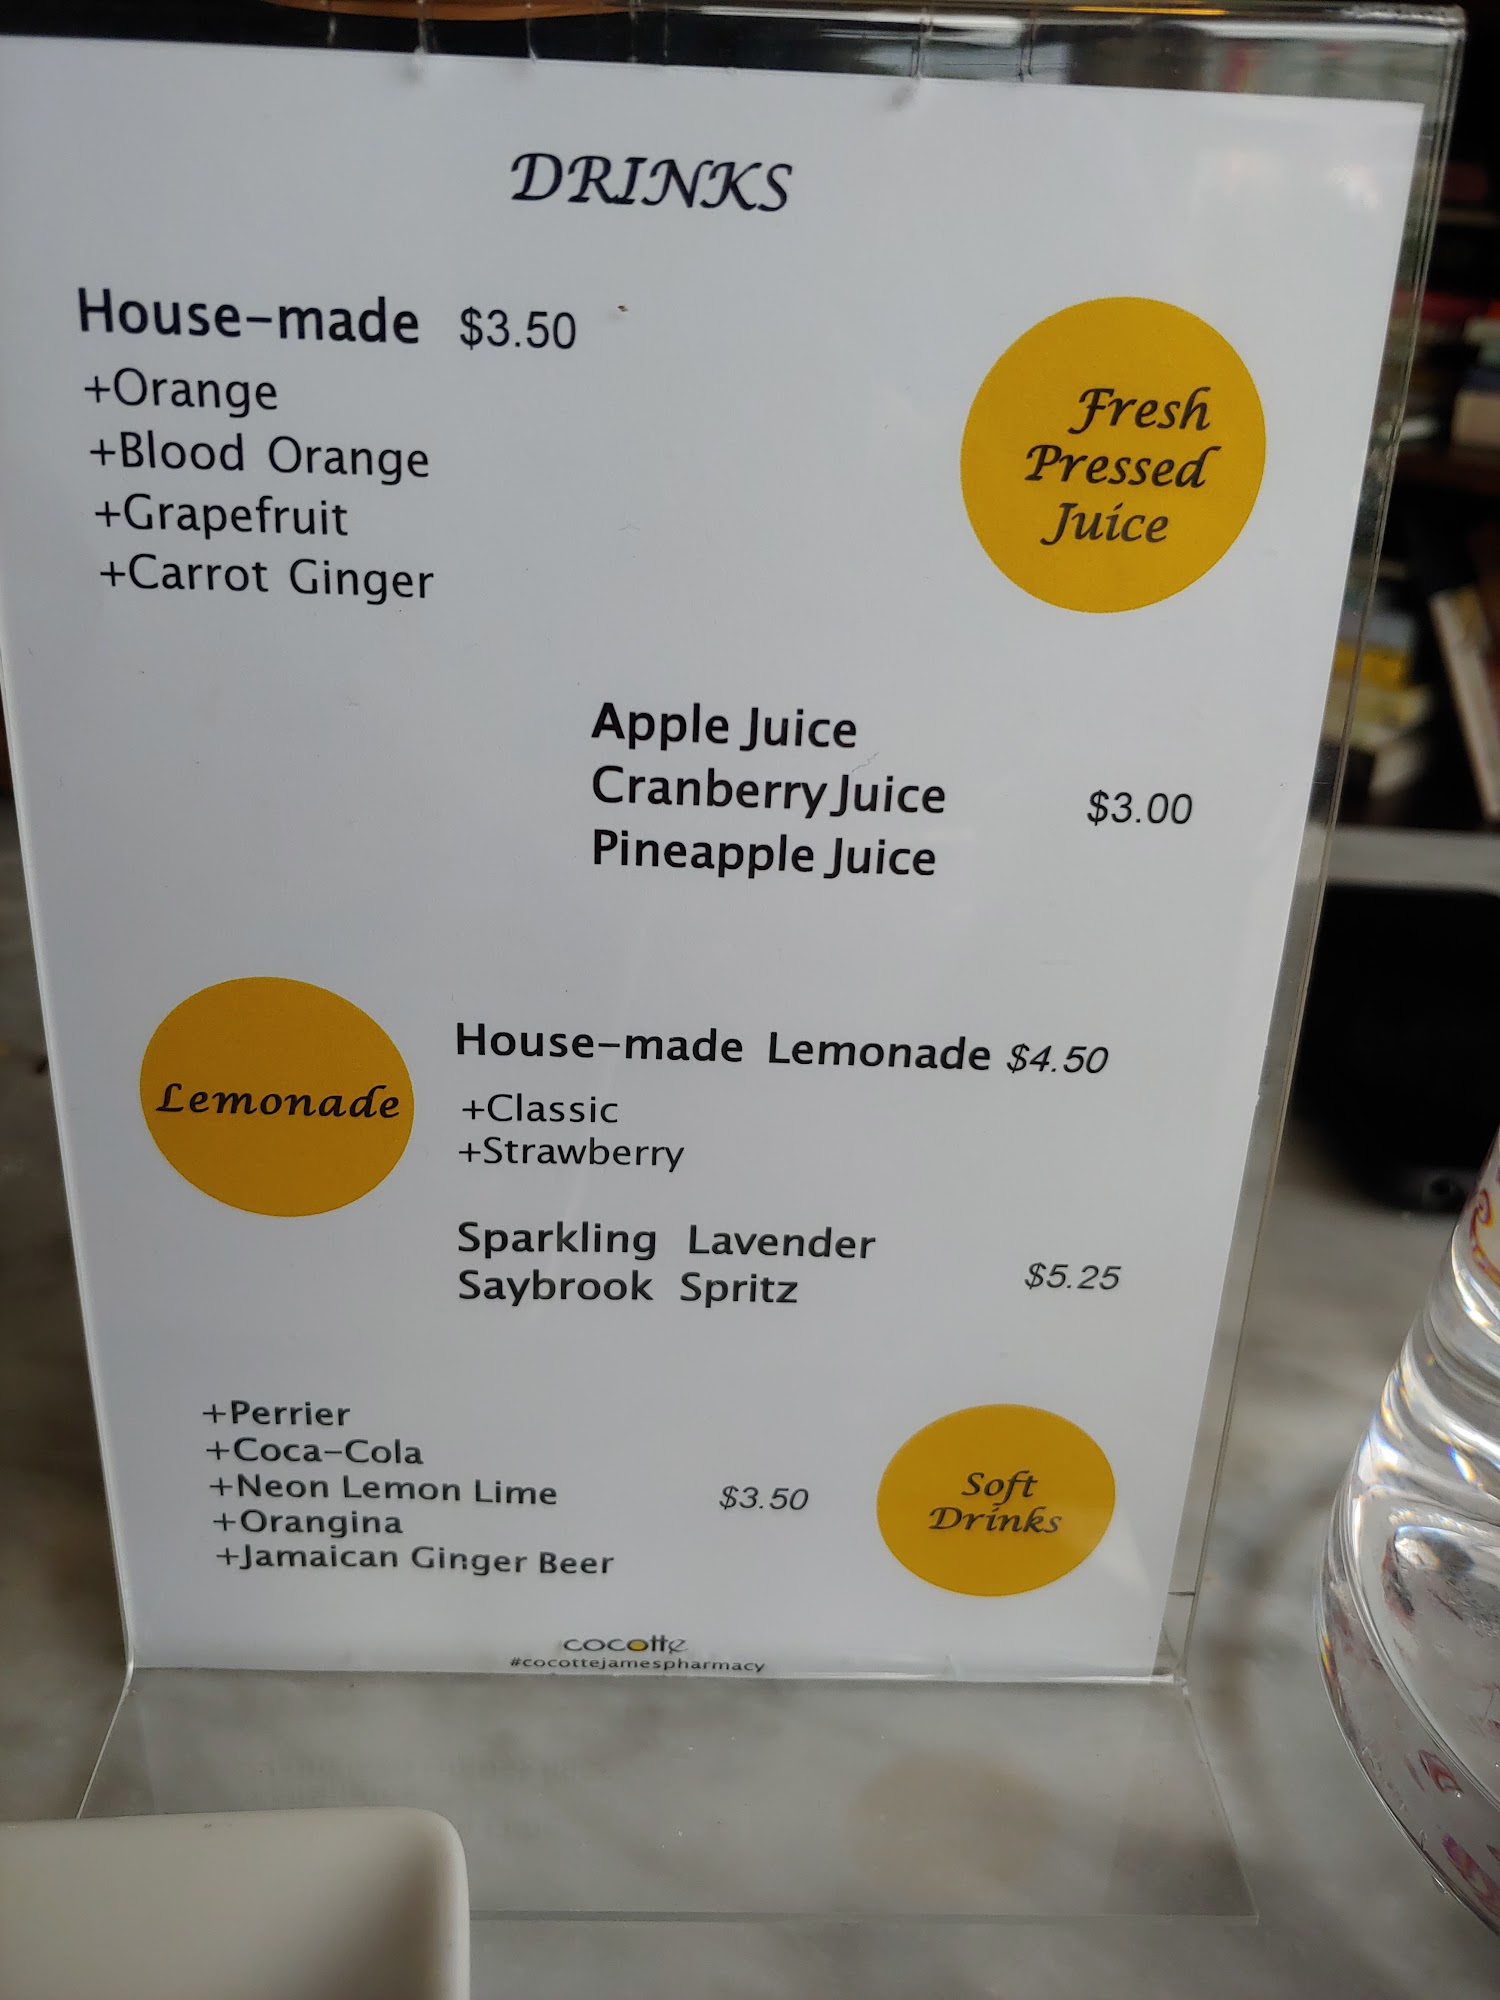 DRINKS
House-made $3.50
+Orange
+Blood Orange
+Grapefruit
+Carrot Ginger
Fresh
Pressed
Juice
Apple Juice
Cranberry Juice $3.00
Pineapple Juice
Lemonade
House-made Lemonade $4.50
+Classic
+Strawberry
Sparkling Lavender
Saybrook Spritz $5.25
+Perrier
+Coca-Cola
+Neon Lemon Lime $3.50
+Orangina
+Jamaican Ginger Beer
Soft
Drinks
cocotte
#cocottejamespharmacy